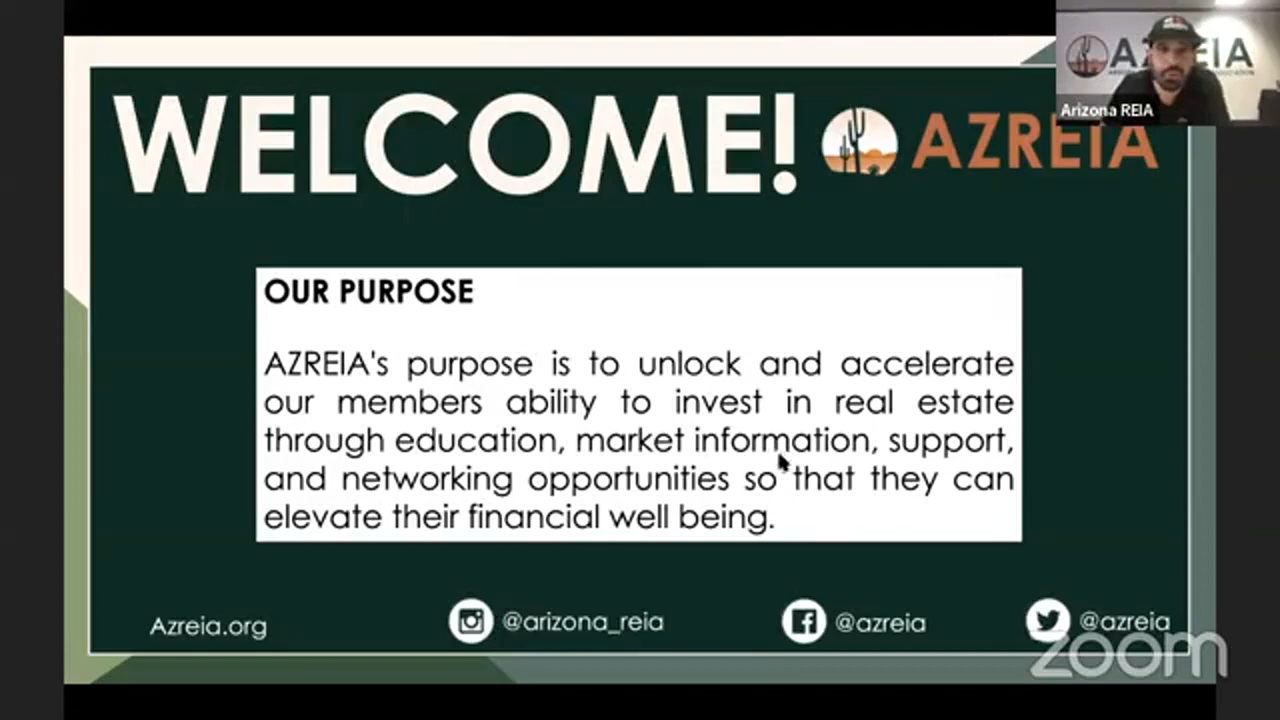 WELCOME!
AZREIA
Arizona REIA
OUR PURPOSE
AZREIA's purpose is to unlock and accelerate
our members ability to invest in real estate
through education, market information, support,
and networking opportunities so that they can
elevate their financial well being.
Azreia.org
@arizona_reia
@azreia
@azreia
zoom